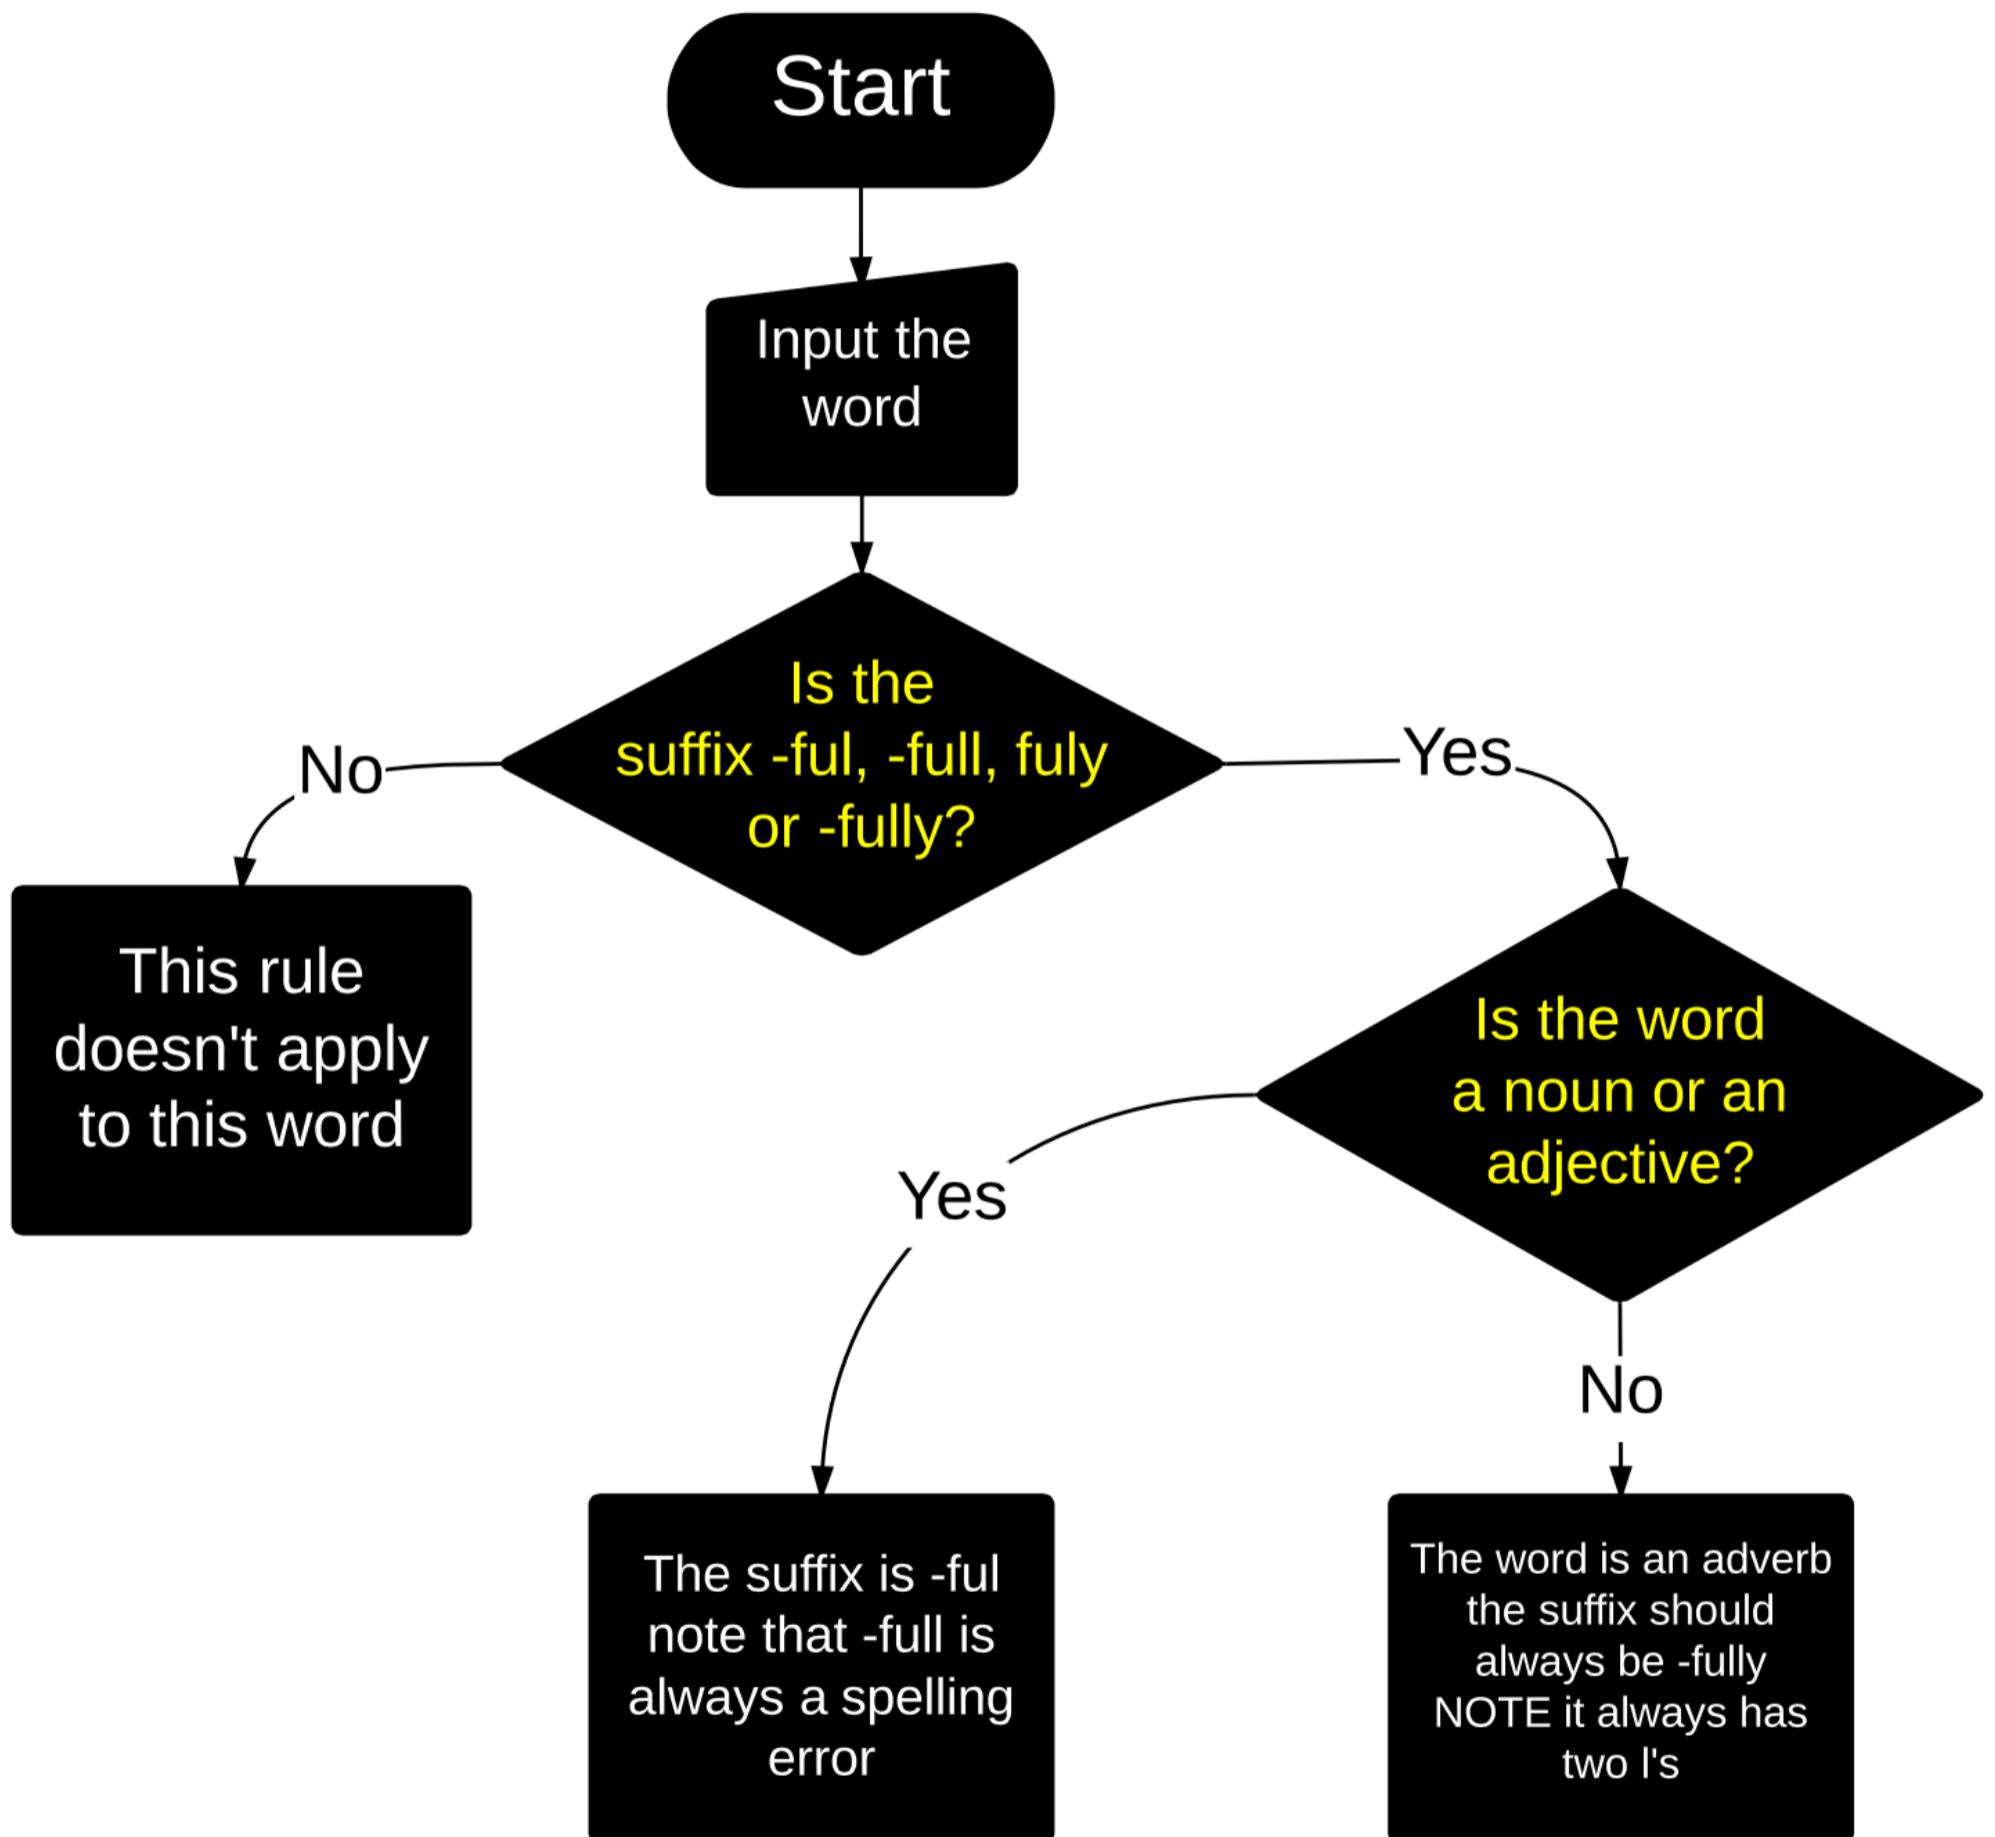 Start
Input the
word
Is the
suffix -ful, -full, fuly
or -fully?
No
Yes
This rule
doesn't apply
to this word
Is the word
a noun or an
adjective?
Yes
No
The suffix is -ful
note that -full is
always a spelling
error
The word is an adverb
the suffix should
always be -fully
NOTE it always has
two l's